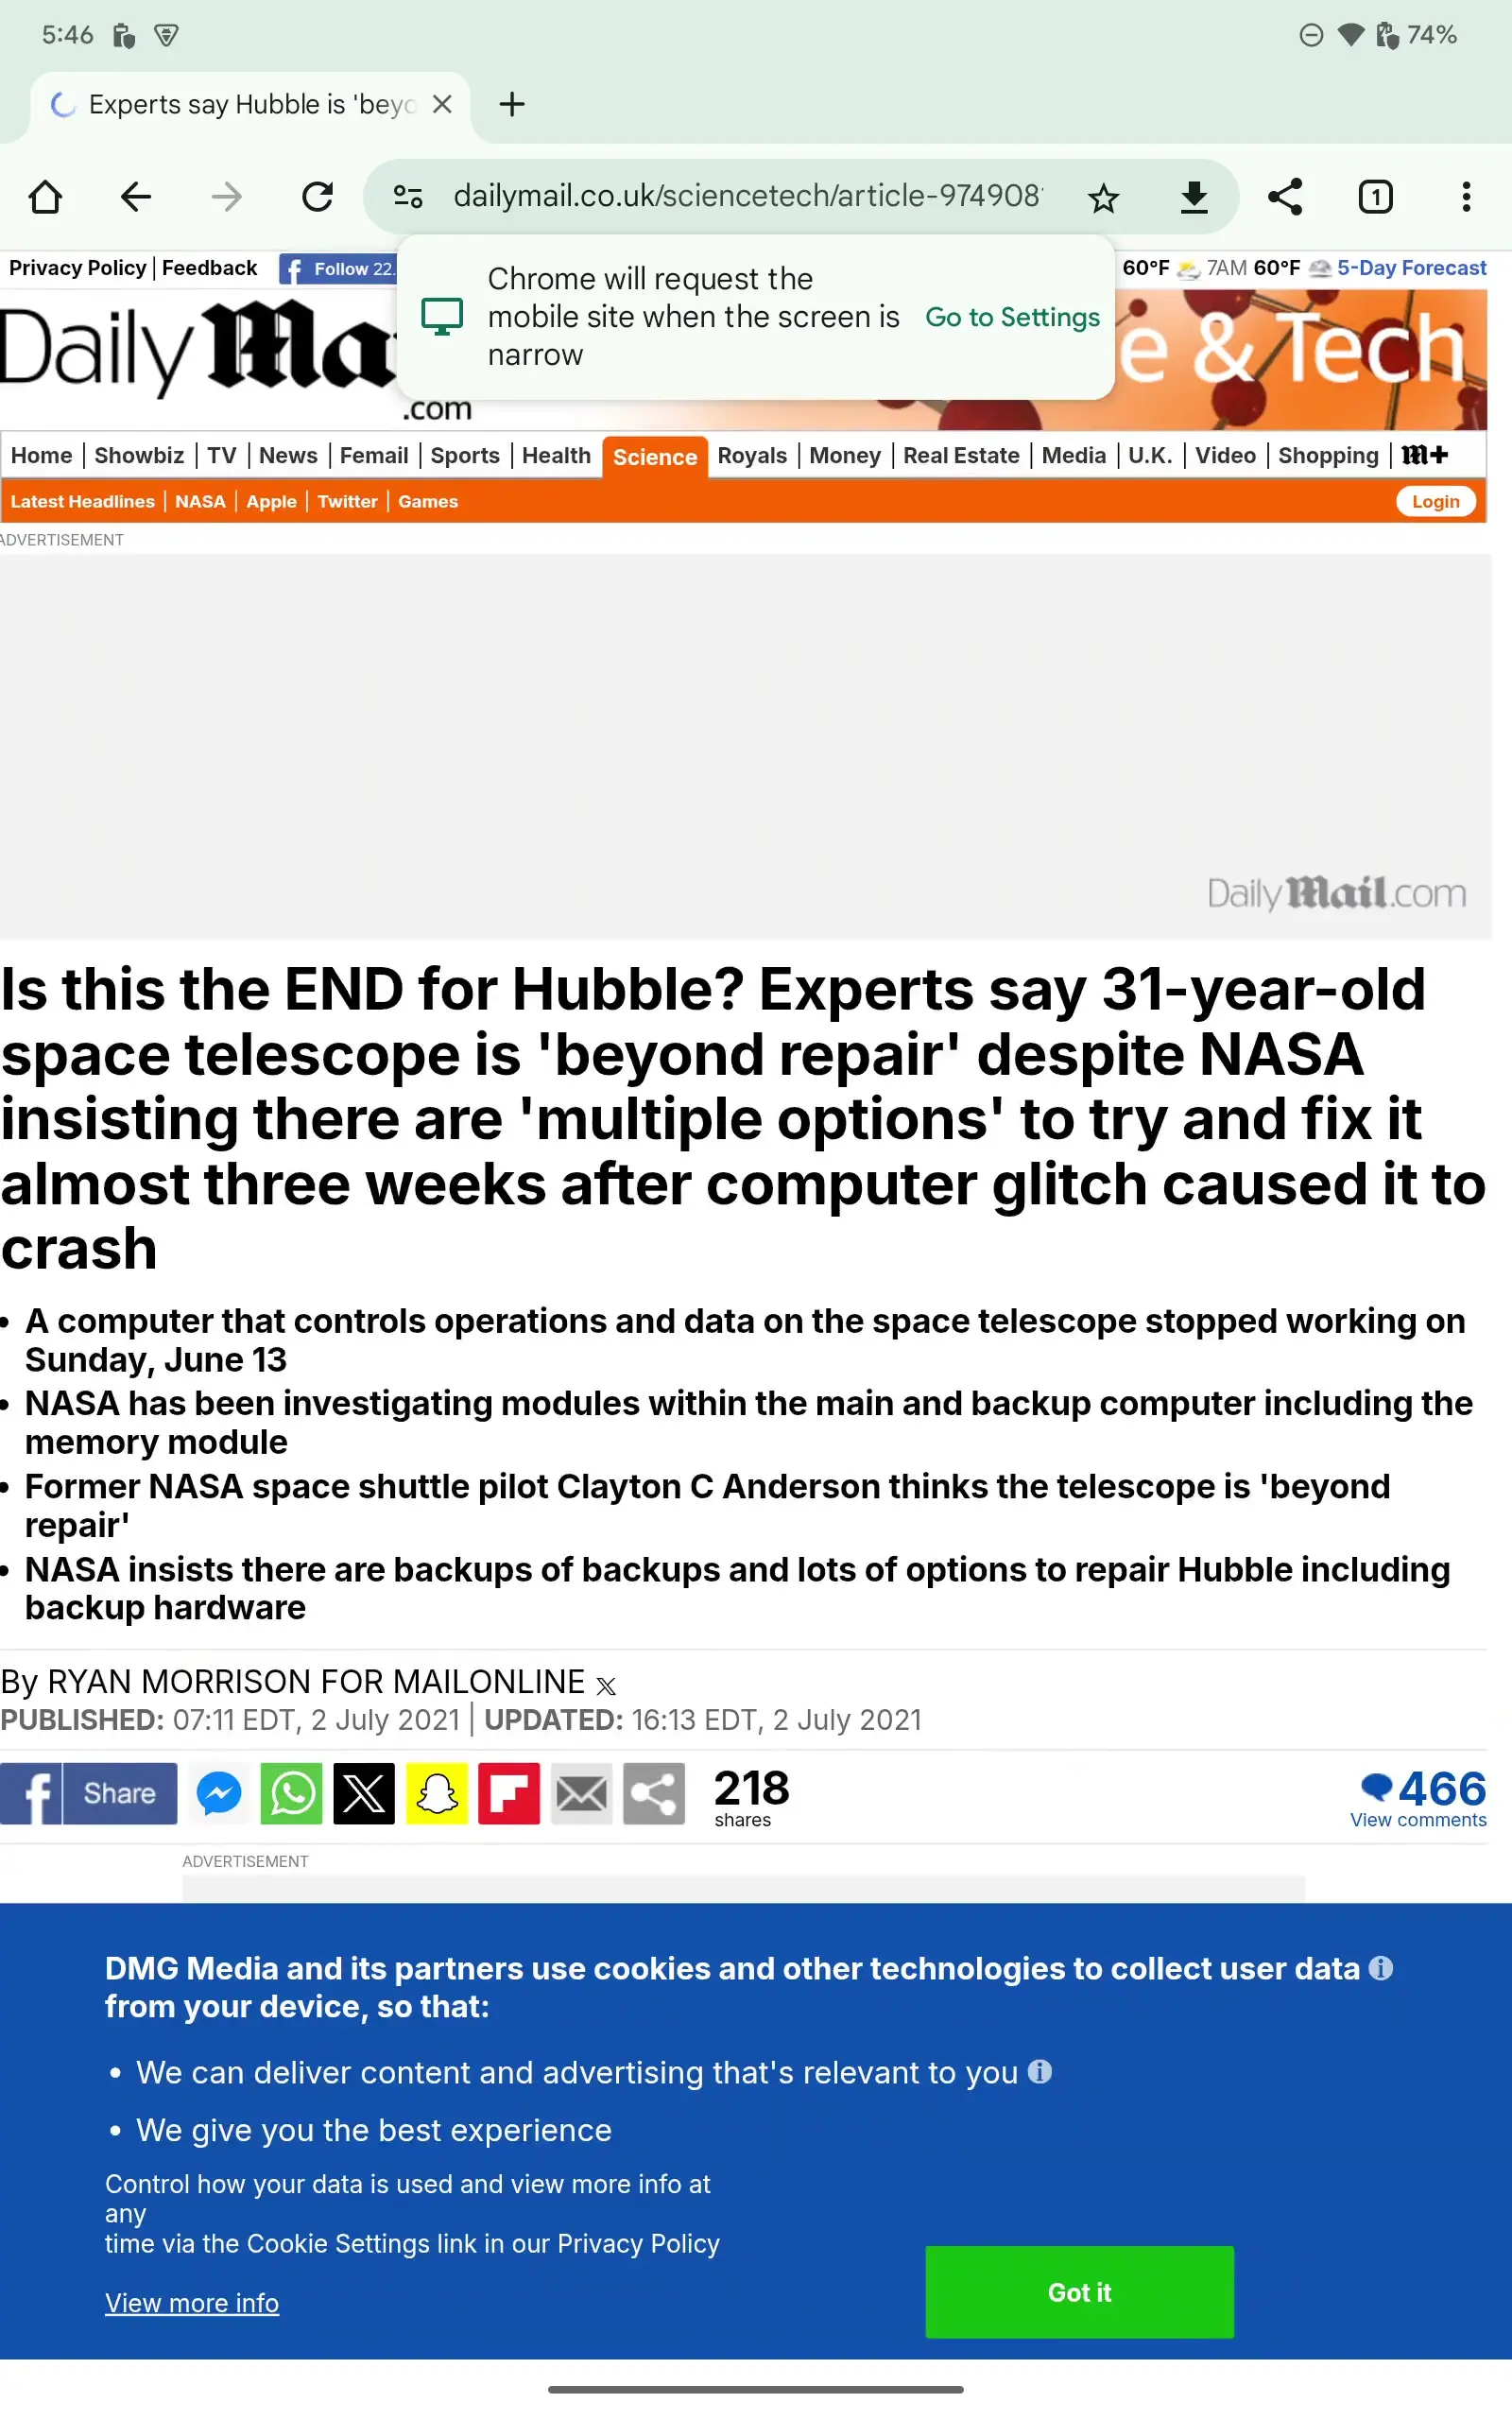 5:46
74%
Experts say Hubble is 'beyo
dailymail.co.uk/sciencetech/article-974908
1
Privacy Policy | Feedback
Follow 22.
60°F 7AM 60°F 5-Day Forecast
Chrome will request the
mobile site when the screen is
narrow
Go to Settings
Daily Ma
.com
e & Tech
Home | Showbiz | TV | News | Femail | Sports | Health | Science | Royals | Money | Real Estate | Media | U.K. | Video | Shopping | m+
Latest Headlines | NASA | Apple | Twitter | Games
Login
ADVERTISEMENT
Daily Mail.com
Is this the END for Hubble? Experts say 31-year-old
space telescope is 'beyond repair' despite NASA
insisting there are 'multiple options' to try and fix it
almost three weeks after computer glitch caused it to
crash
• A computer that controls operations and data on the space telescope stopped working on
Sunday, June 13
• NASA has been investigating modules within the main and backup computer including the
memory module
• Former NASA space shuttle pilot Clayton C Anderson thinks the telescope is 'beyond
repair'
• NASA insists there are backups of backups and lots of options to repair Hubble including
backup hardware
By RYAN MORRISON FOR MAILONLINE
PUBLISHED: 07:11 EDT, 2 July 2021 | UPDATED: 16:13 EDT, 2 July 2021
Share
218
shares
466
View comments
ADVERTISEMENT
DMG Media and its partners use cookies and other technologies to collect user data
from your device, so that:
• We can deliver content and advertising that's relevant to you
• We give you the best experience
Control how your data is used and view more info at
any
time via the Cookie Settings link in our Privacy Policy
View more info
Got it